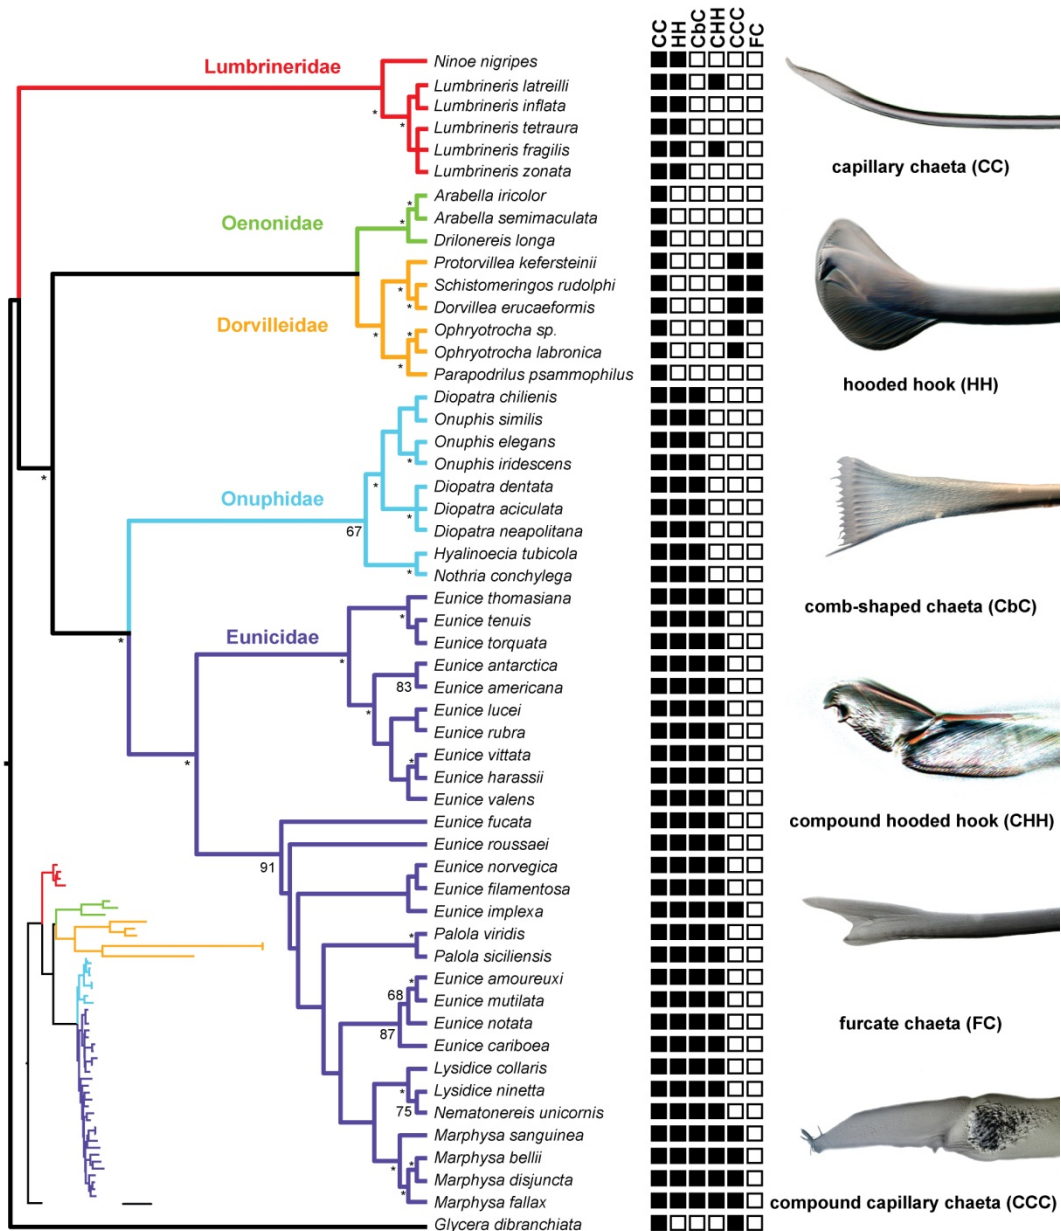 CC HH CbC CHH CCC FC
Lumbrineridae
Ninoe nigripes
Lumbrineris latreilli
Lumbrineris inflata
Lumbrineris tetraura
Lumbrineris fragilis
Lumbrineris zonata
*
*
capillary chaeta (CC)
Oenonidae
Arabella iricolor
Arabella semimaculata
Drilonereis longa
*
*
Dorvilleidae
Protorvillea kefersteinii
Schistomeringos rudolphi
Dorvillea erucaeformis
Ophryotrocha sp.
Ophryotrocha labronica
Parapodrilus psammophilus
*
*
*
*
*
hooded hook (HH)
Onuphidae
Diopatra chilienis
Onuphis similis
Onuphis elegans
Onuphis iridescens
Diopatra dentata
Diopatra aciculata
Diopatra neapolitana
Hyalinoecia tubicola
Nothria conchylega
*
*
*
*
67
*
comb-shaped chaeta (CbC)
Eunicidae
Eunice thomasiana
Eunice tenuis
Eunice torquata
Eunice antarctica
Eunice americana
Eunice lucei
Eunice rubra
Eunice vittata
Eunice harassii
Eunice valens
*
*
*
83
*
*
*
compound hooded hook (CHH)
Eunice fucata
Eunice roussaei
Eunice norvegica
Eunice filamentosa
Eunice implexa
Palola viridis
Palola siciliensis
Eunice amoureuxi
Eunice mutilata
Eunice notata
Eunice cariboea
91
*
*
68
87
furcate chaeta (FC)
Lysidice collaris
Lysidice ninetta
Nematonereis unicornis
Marphysa sanguinea
Marphysa bellii
Marphysa disjuncta
Marphysa fallax
*
75
*
*
*
compound capillary chaeta (CCC)
Glycera dibranchiata